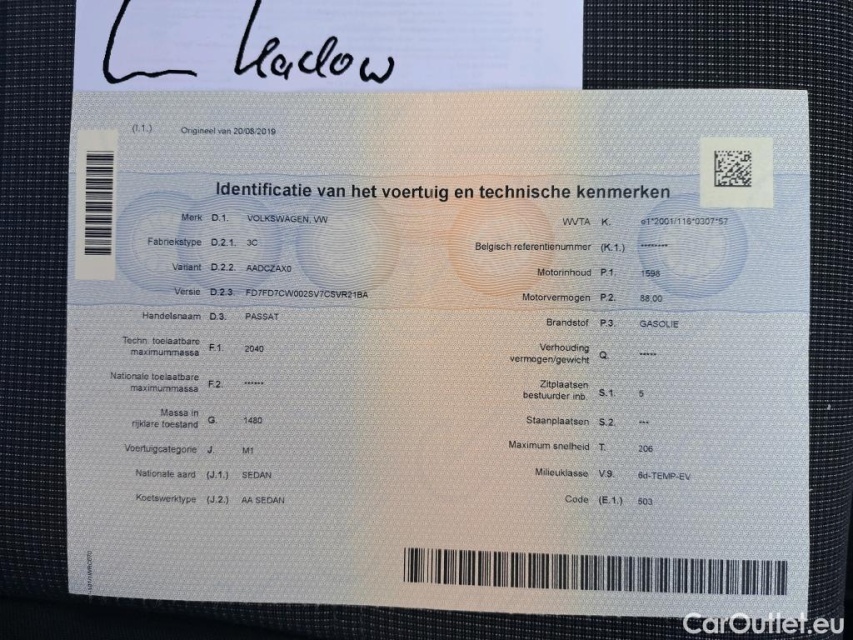 (I.1.) Origineel van 20/08/2019
Identificatie van het voertuig en technische kenmerken
Merk D.1. VOLKSWAGEN, VW
Fabriekstype D.2.1. 3C
Variant D.2.2. AADCZAX0
Versie D.2.3. FD7FD7CW002SV7CSVR21BA
Handelsnaam D.3. PASSAT
Techn. toelaatbare
maximummassa F.1. 2040
Nationale toelaatbare
maximummassa F.2. ******
Massa in
rijklare toestand G. 1480
Voertuigcategorie J. M1
Nationale aard (J.1.) SEDAN
Koetswerktype (J.2.) AA SEDAN
WVTA K. e1*2001/116*0307*57
Belgisch referentienummer (K.1.) ********
Motorinhoud P.1. 1598
Motorvermogen P.2. 88.00
Brandstof P.3. GASOLIE
Verhouding
vermogen/gewicht Q. *****
Zitplaatsen
bestuurder inb. S.1. 5
Staanplaatsen S.2. ***
Maximum snelheid T. 206
Milieuklasse V.9. 6d-TEMP-EV
Code (E.1.) 503
CarOutlet.eu